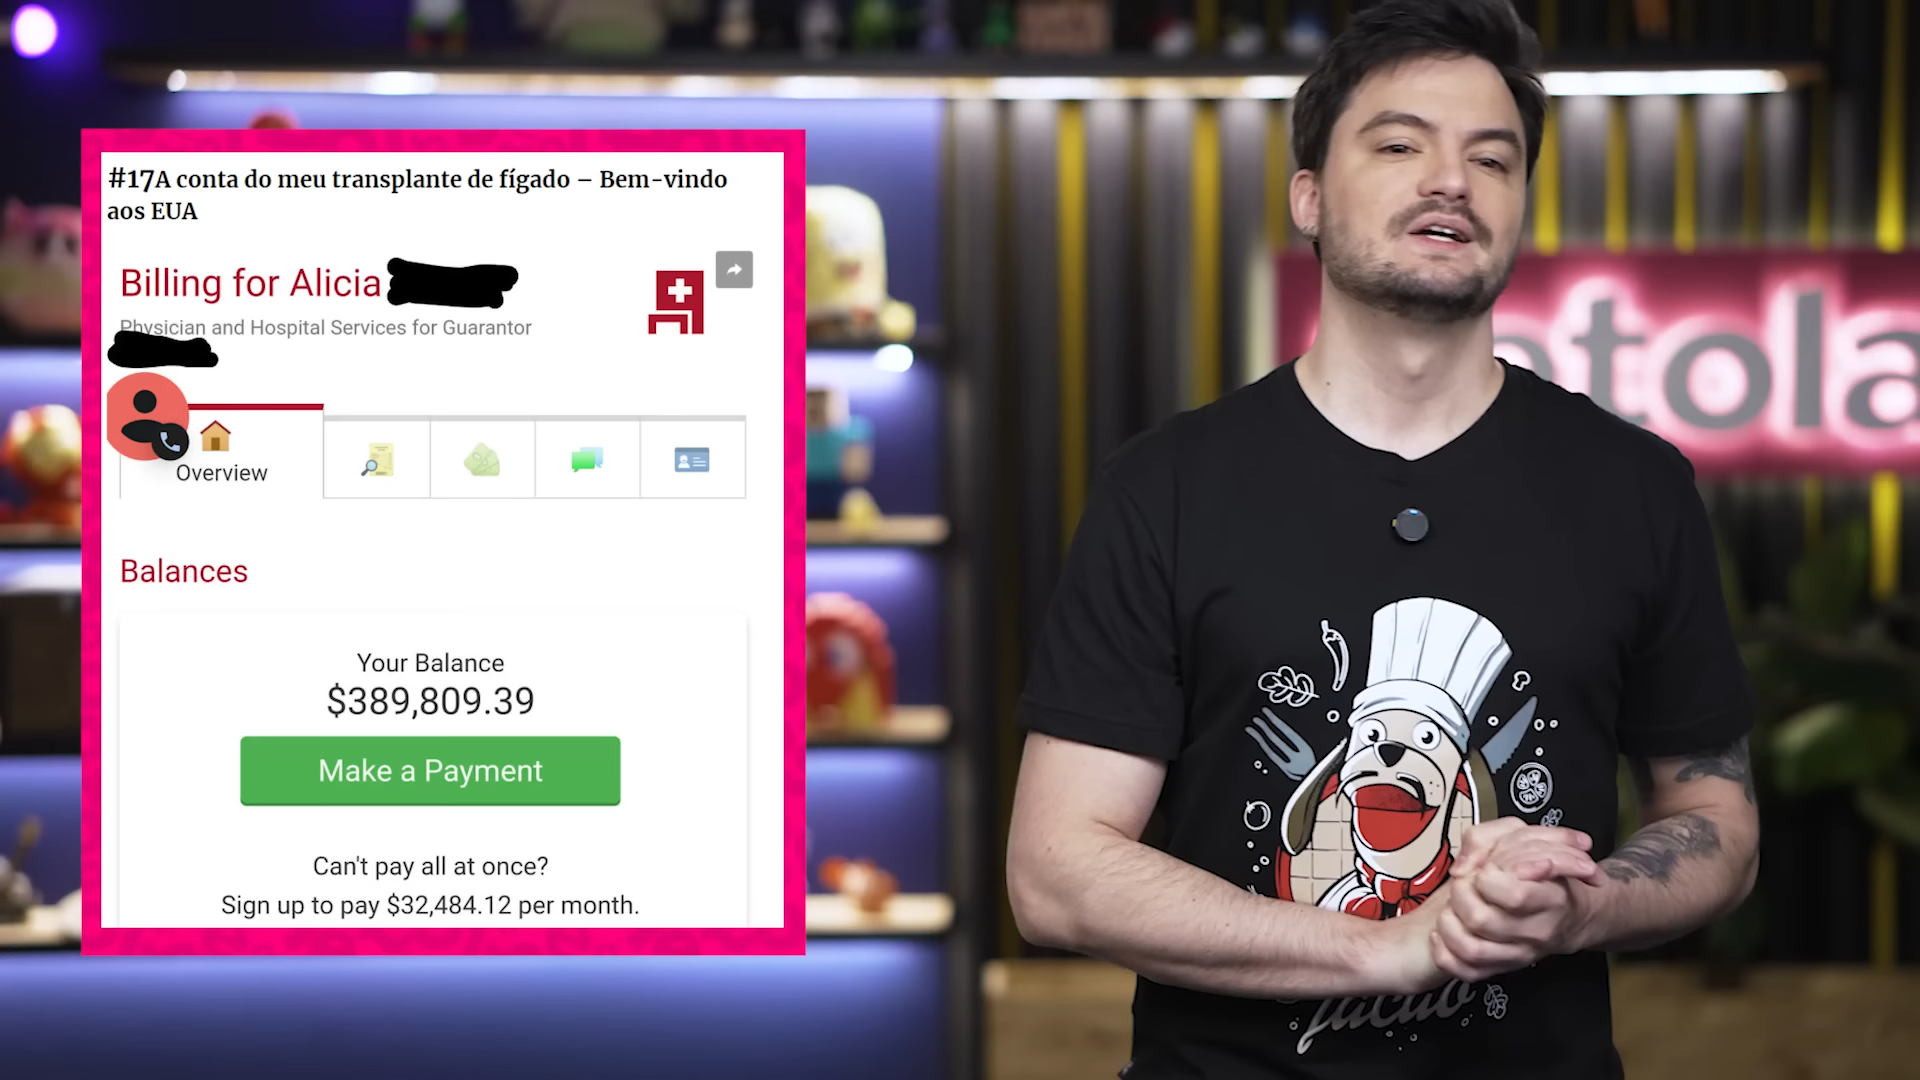 #17A conta do meu transplante de fígado – Bem-vindo
aos EUA
Billing for Alicia
Physician and Hospital Services for Guarantor
Overview
Balances
Your Balance
$389,809.39
Make a Payment
Can't pay all at once?
Sign up to pay $32,484.12 per month.
tola